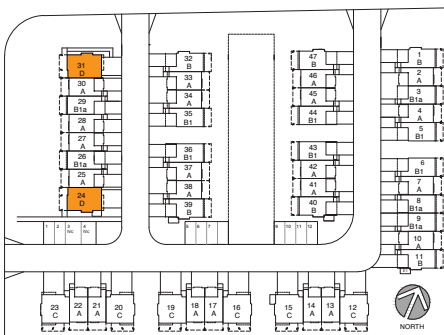 31
D
30
A
29
B1a
28
A
27
A
26
B1a
25
A
24
D
32
B
33
A
34
A
35
B1
36
B1
37
A
38
A
39
B
47
B
46
A
45
A
44
B1
43
B1
42
A
41
A
40
B
1
B
2
A
3
B1a
4
A
5
B1
6
B1
7
A
8
B1a
9
B1a
10
A
11
B
1 2 3 4
5 6 7
9 10 11 12
23
C
22
A
21
A
20
C
19
C
18
A
17
A
16
C
15
C
14
A
13
A
12
C
NORTH